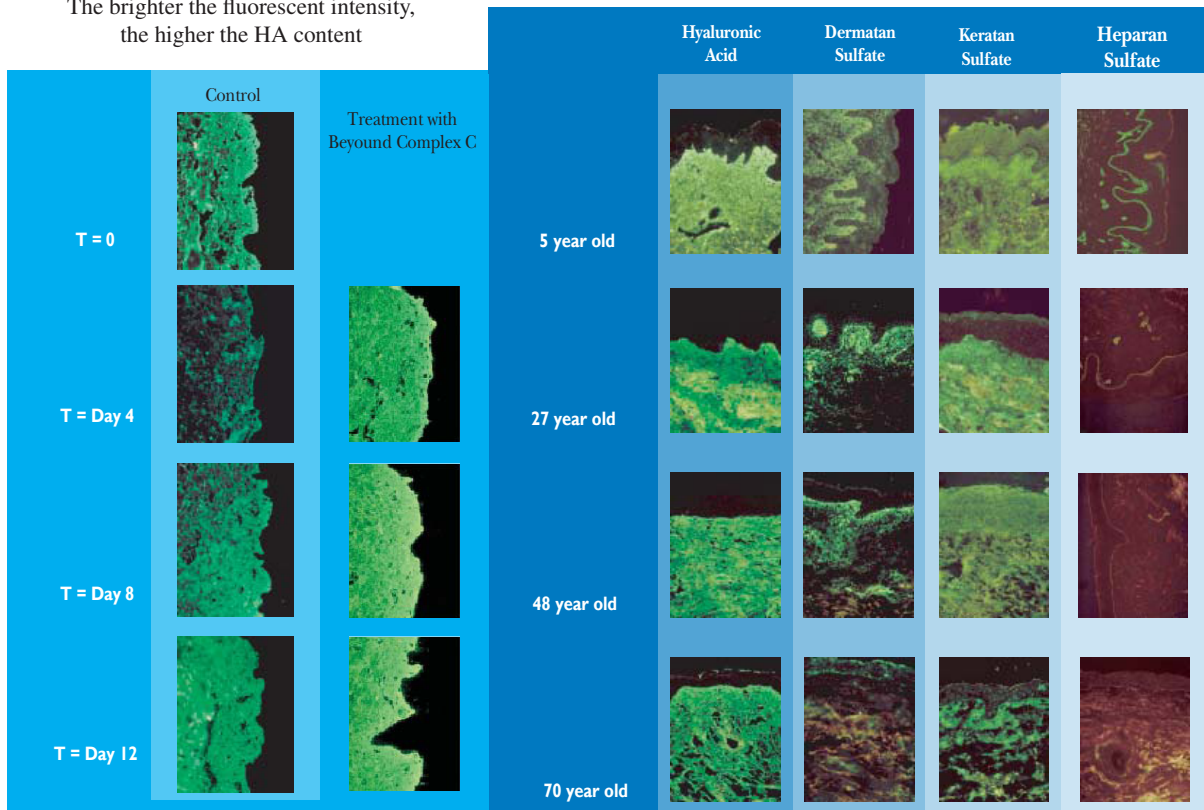 The brighter the fluorescent intensity,
the higher the HA content
Control
Treatment with
Beyound Complex C
T = 0
T = Day 4
T = Day 8
T = Day 12
Hyaluronic
Acid
Dermatan
Sulfate
Keratan
Sulfate
Heparan
Sulfate
5 year old
27 year old
48 year old
70 year old